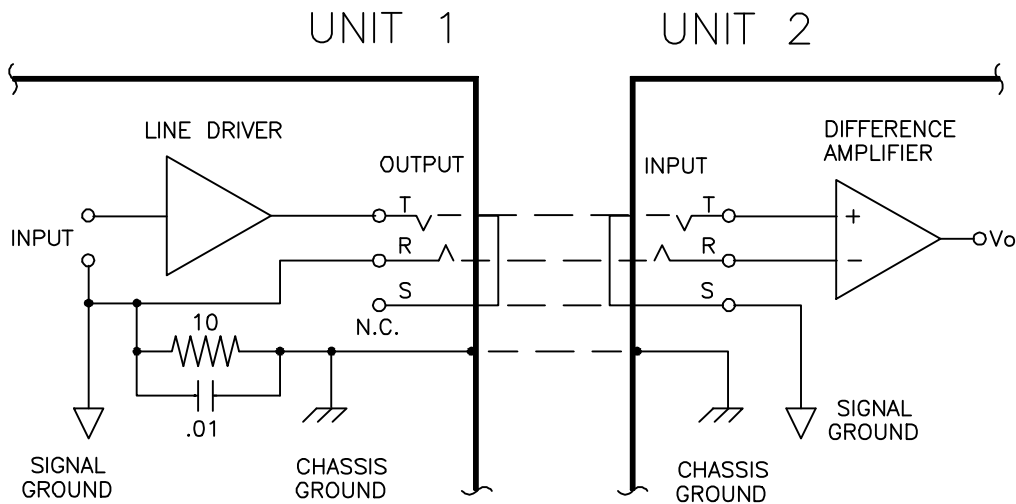 UNIT 1
UNIT 2
LINE DRIVER
OUTPUT
INPUT
DIFFERENCE
AMPLIFIER
T
T
+
INPUT
R
R
−
Vo
S
S
N.C.
10
.01
SIGNAL
GROUND
SIGNAL
GROUND
CHASSIS
GROUND
CHASSIS
GROUND